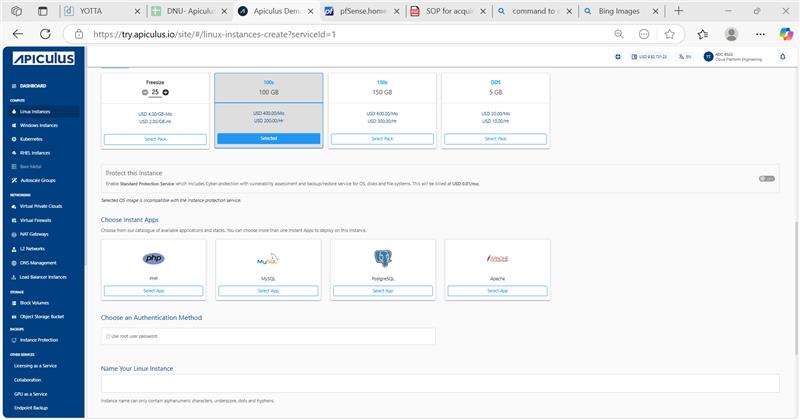 YOTTA
DNU- Apiculus
Apiculus Demo
pfSense.home
SOP for acquir
command to c
Bing Images
https://try.apiculus.io/site/#/linux-instances-create?serviceId=1
APICULUS
EN
ADC-8522
Cloud Platform Engineering
DASHBOARD
COMPUTE
Linux Instances
Windows Instances
Kubernetes
RHEL Instances
Bare Metal
Autoscale Groups
NETWORKING
Virtual Private Clouds
Virtual Firewalls
NAT Gateways
L2 Networks
DNS Management
Load Balancer Instances
STORAGE
Block Volumes
Object Storage Bucket
BACKUPS
Instance Protection
OTHER SERVICES
Licensing as a Service
Collaboration
GPU as a Service
Endpoint Backup
Freesize
25
USD 4.00/GB-Mo
USD 2.00/GB-Hr
Select Pack
100s
100 GB
USD 400.00/Mo
USD 200.00/Hr
Selected
150s
150 GB
USD 600.00/Mo
USD 300.00/Hr
Select Pack
DDS
5 GB
USD 20.00/Mo
USD 10.00/Hr
Select Pack
Protect this Instance
Enable Standard Protection Service which includes Cyber-protection with vulnerability assessment and backup/restore service for OS, disks and file systems. This will be billed at USD 0.01/mo.
Selected OS image is incompatible with the instance protection service.
Choose Instant Apps
Choose from our catalogue of available applications and stacks. You can choose more than one Instant Apps to deploy on this instance.
php
PHP
Select App
MySQL
MySQL
Select App
PostgreSQL
Select App
APACHE
Apache
Select App
Choose an Authentication Method
Use root user password
Name Your Linux Instance
Instance name can only contain alphanumeric characters, underscore, dots and hyphens.